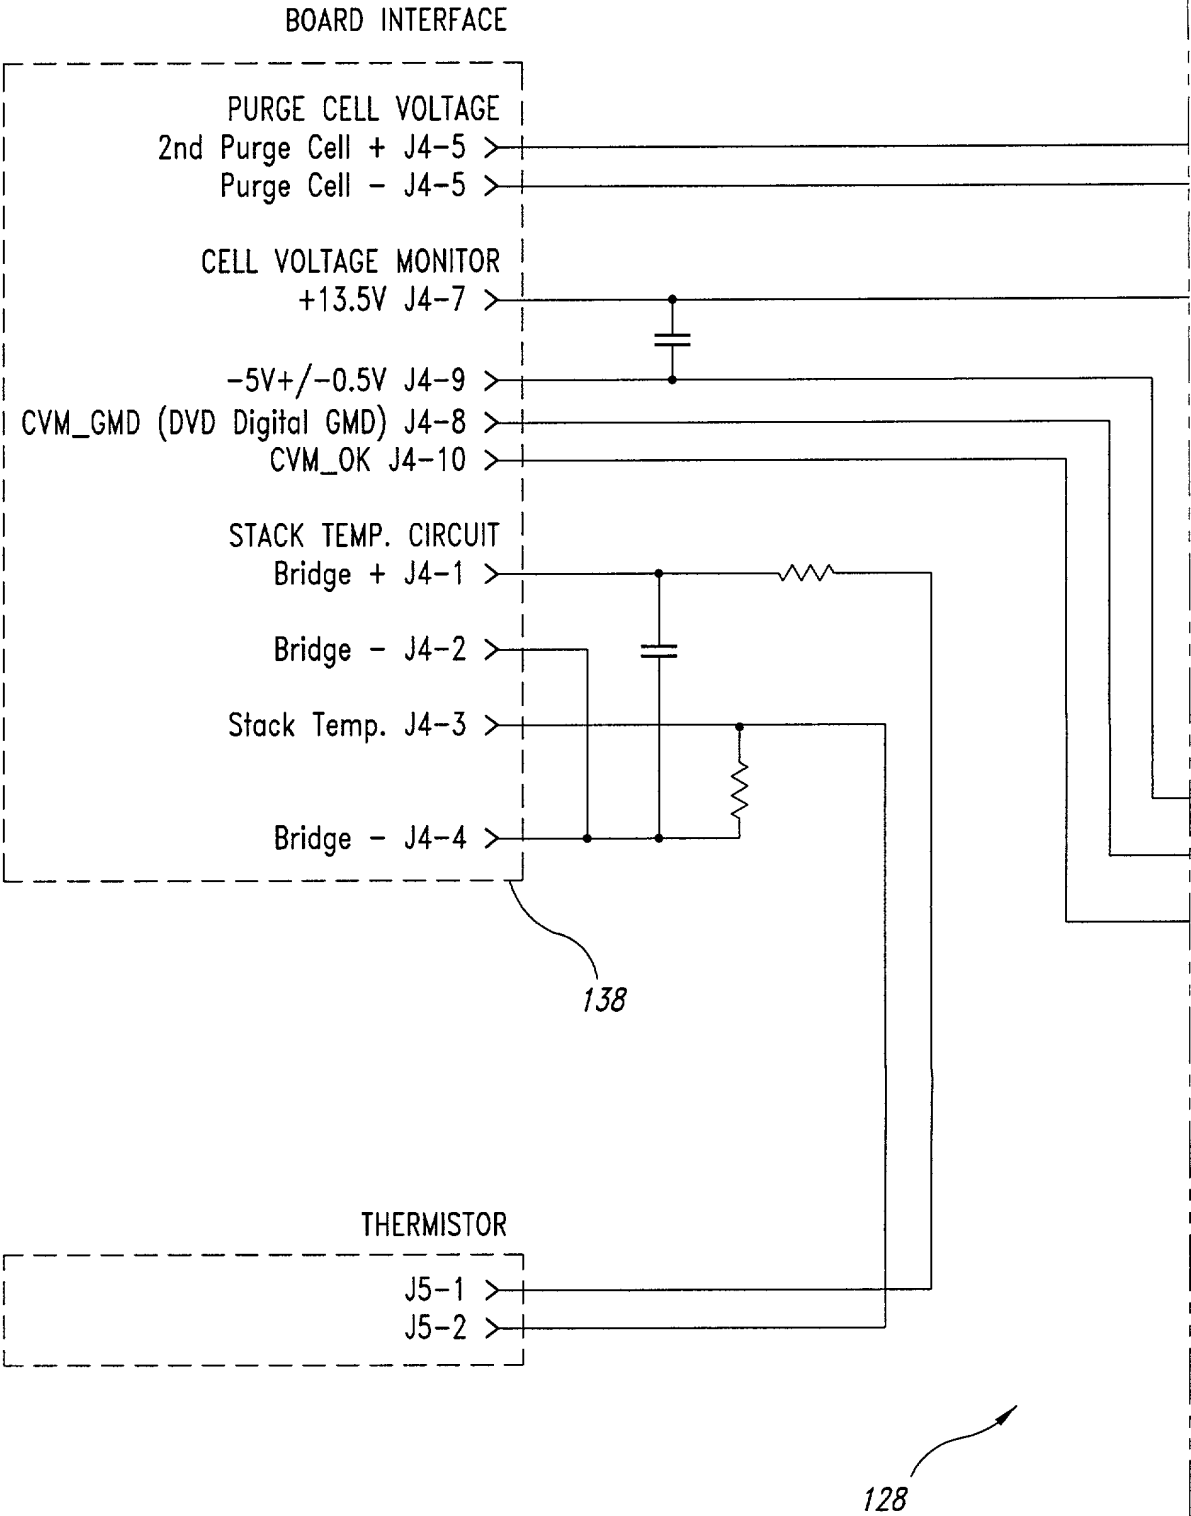 BOARD INTERFACE
PURGE CELL VOLTAGE
2nd Purge Cell + J4-5
Purge Cell - J4-5
CELL VOLTAGE MONITOR
+13.5V J4-7
-5V+/-0.5V J4-9
CVM_GMD (DVD Digital GMD) J4-8
CVM_OK J4-10
STACK TEMP. CIRCUIT
Bridge + J4-1
Bridge - J4-2
Stack Temp. J4-3
Bridge - J4-4
138
THERMISTOR
J5-1
J5-2
128